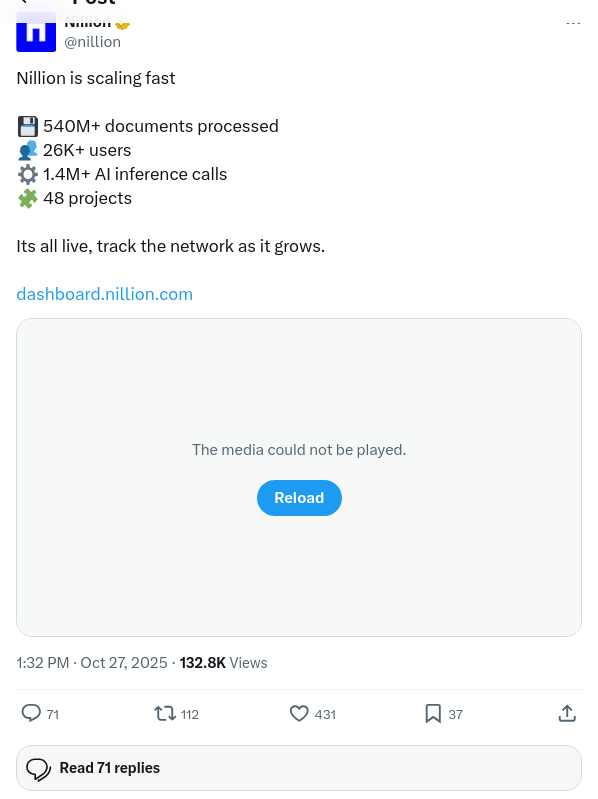 Post
Nillion
@nillion
Nillion is scaling fast
💾 540M+ documents processed
👥 26K+ users
⚙️ 1.4M+ AI inference calls
🧩 48 projects
Its all live, track the network as it grows.
dashboard.nillion.com
The media could not be played.
Reload
1:32 PM · Oct 27, 2025 · 132.8K Views
71 112 431 37
Read 71 replies